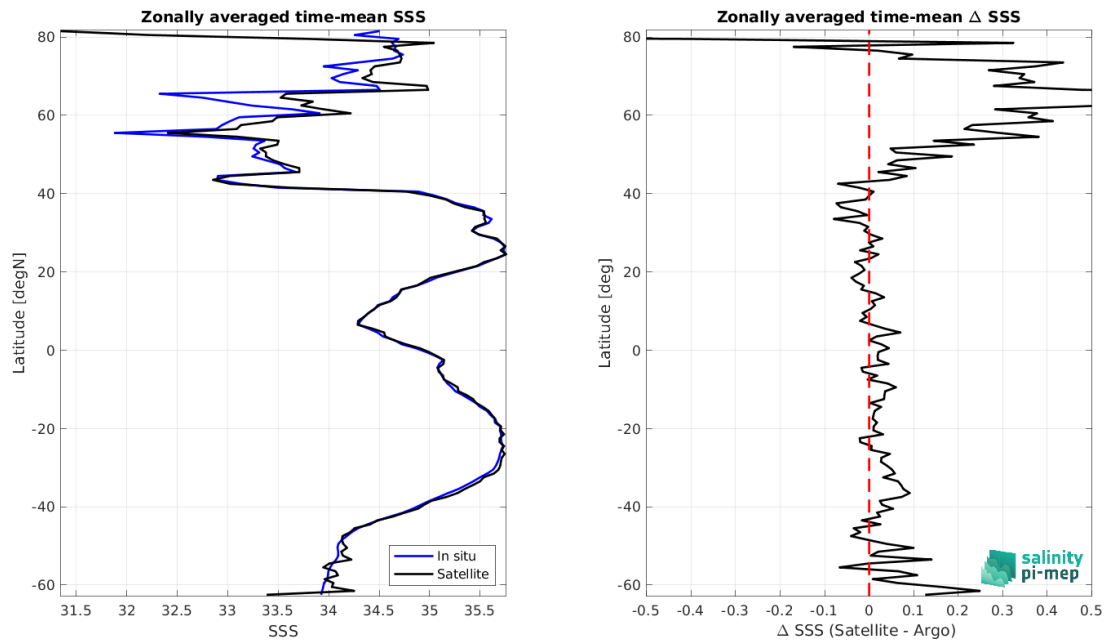 Zonally averaged time-mean SSS
80
60
40
20
0
-20
-40
-60
Latitude [degN]
31.5 32 32.5 33 33.5 34 34.5 35 35.5
SSS
In situ
Satellite
Zonally averaged time-mean Δ SSS
80
60
40
20
0
-20
-40
-60
Latitude [deg]
-0.5 -0.4 -0.3 -0.2 -0.1 0 0.1 0.2 0.3 0.4 0.5
Δ SSS (Satellite - Argo)
salinity
pi-mep